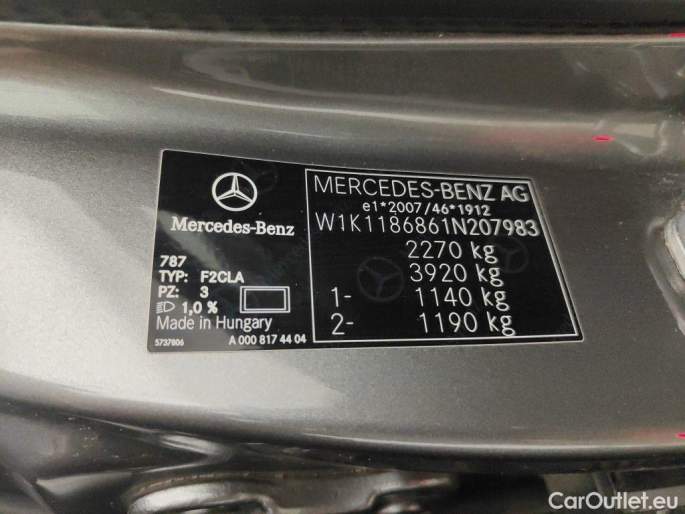 Mercedes-Benz
787
TYP: F2CLA
PZ: 3
1,0 %
Made in Hungary
5737806
A 000 817 44 04
MERCEDES-BENZ AG
e1*2007/46*1912
W1K1186861N207983
2270 kg
3920 kg
1- 1140 kg
2- 1190 kg
CarOutlet.eu